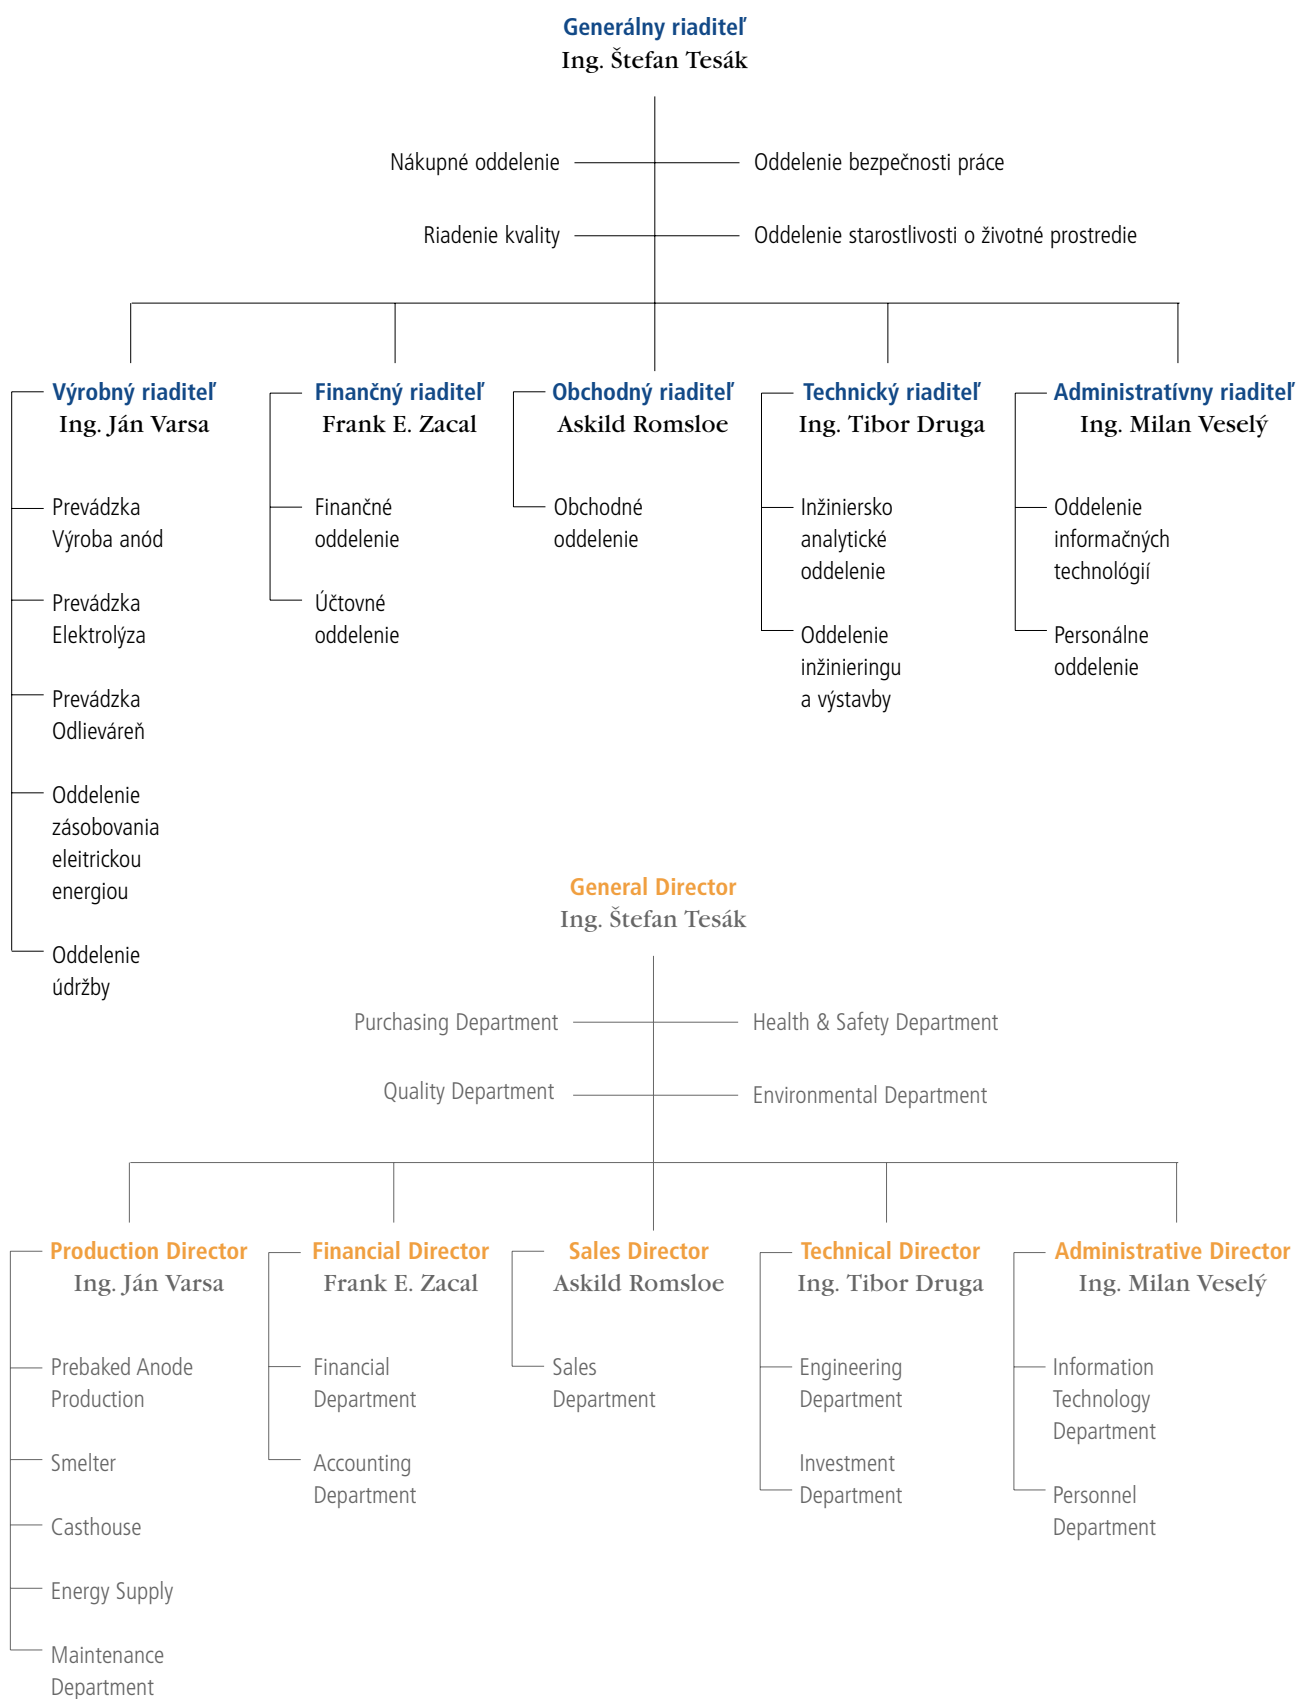 Generálny riaditeľ
Ing. Štefan Tesák
Nákupné oddelenie
Oddelenie bezpečnosti práce
Riadenie kvality
Oddelenie starostlivosti o životné prostredie
Výrobný riaditeľ
Ing. Ján Varsa
Prevádzka
Výroba anód
Prevádzka
Elektrolýza
Prevádzka
Odlieváreň
Oddelenie
zásobovania
eleitrickou
energiou
Oddelenie
údržby
Finančný riaditeľ
Frank E. Zacal
Finančné
oddelenie
Účtovné
oddelenie
Obchodný riaditeľ
Askild Romsloe
Obchodné
oddelenie
Technický riaditeľ
Ing. Tibor Druga
Inžiniersko
analytické
oddelenie
Oddelenie
inžinieringu
a výstavby
Administratívny riaditeľ
Ing. Milan Veselý
Oddelenie
informačných
technológií
Personálne
oddelenie
General Director
Ing. Štefan Tesák
Purchasing Department
Health & Safety Department
Quality Department
Environmental Department
Production Director
Ing. Ján Varsa
Prebaked Anode
Production
Smelter
Casthouse
Energy Supply
Maintenance
Department
Financial Director
Frank E. Zacal
Financial
Department
Accounting
Department
Sales Director
Askild Romsloe
Sales
Department
Technical Director
Ing. Tibor Druga
Engineering
Department
Investment
Department
Administrative Director
Ing. Milan Veselý
Information
Technology
Department
Personnel
Department